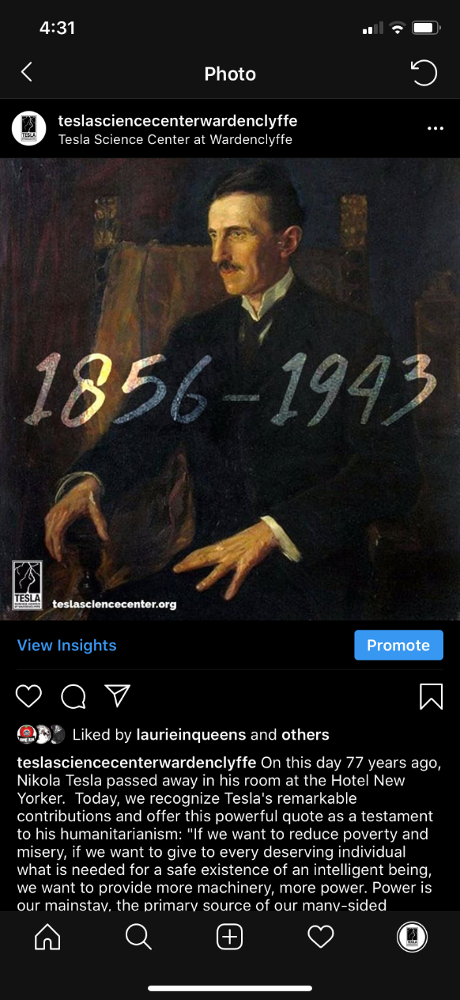 4:31
Photo
teslasciencecenterwardenclyffe
Tesla Science Center at Wardenclyffe
1856–1943
TESLA
teslasciencecenter.org
View Insights
Promote
Liked by laurieinqueens and others
teslasciencecenterwardenclyffe On this day 77 years ago,
Nikola Tesla passed away in his room at the Hotel New
Yorker.  Today, we recognize Tesla's remarkable
contributions and offer this powerful quote as a testament
to his humanitarianism: "If we want to reduce poverty and
misery, if we want to give to every deserving individual
what is needed for a safe existence of an intelligent being,
we want to provide more machinery, more power. Power is
our mainstay, the primary source of our many-sided